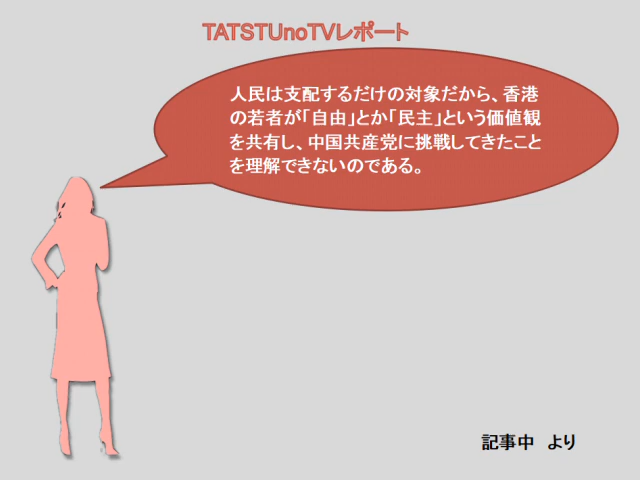 TATSTUnoTVレポート
人民は支配するだけの対象だから、香港
の若者が「自由」とか「民主」という価値観
を共有し、中国共産党に挑戦してきたこと
を理解できないのである。
記事中　より